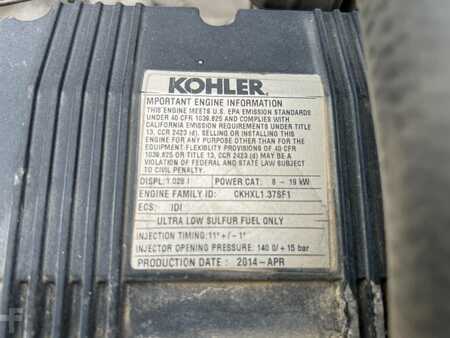 KOHLER.
MPORTANT ENGINE INFORMATION
THIS ENGINE MEETS U.S. EPA EMISSION STANDARDS
UNDER 40 CFR 1039.625 AND COMPLIES WITH
CALIFORNIA EMISSION REQUIREMENTS UNDER TITLE
13, CCR 2423 (d). SELLING OR INSTALLING THIS
ENGINE FOR ANY PURPOSE OTHER THAN FOR THE
EQUIPMENT FLEXIBILITY PROVISIONS OF 40 CFR
1039.625 OR TITLE 13, CCR 2423 (d), MAY BE A
VIOLATION OF FEDERAL AND STATE LAW SUBJECT
TO CIVIL PENALTY.
DISPL: 1.028 l POWER CAT.: 8 - 19 kW
ENGINE FAMILY ID: CKHXL1.37SF1
ECS: IDI
ULTRA LOW SULFUR FUEL ONLY
INJECTION TIMING: 11° + / - 1°
INJECTOR OPENING PRESSURE: 140 0/ + 15 bar
PRODUCTION DATE : 2014-APR